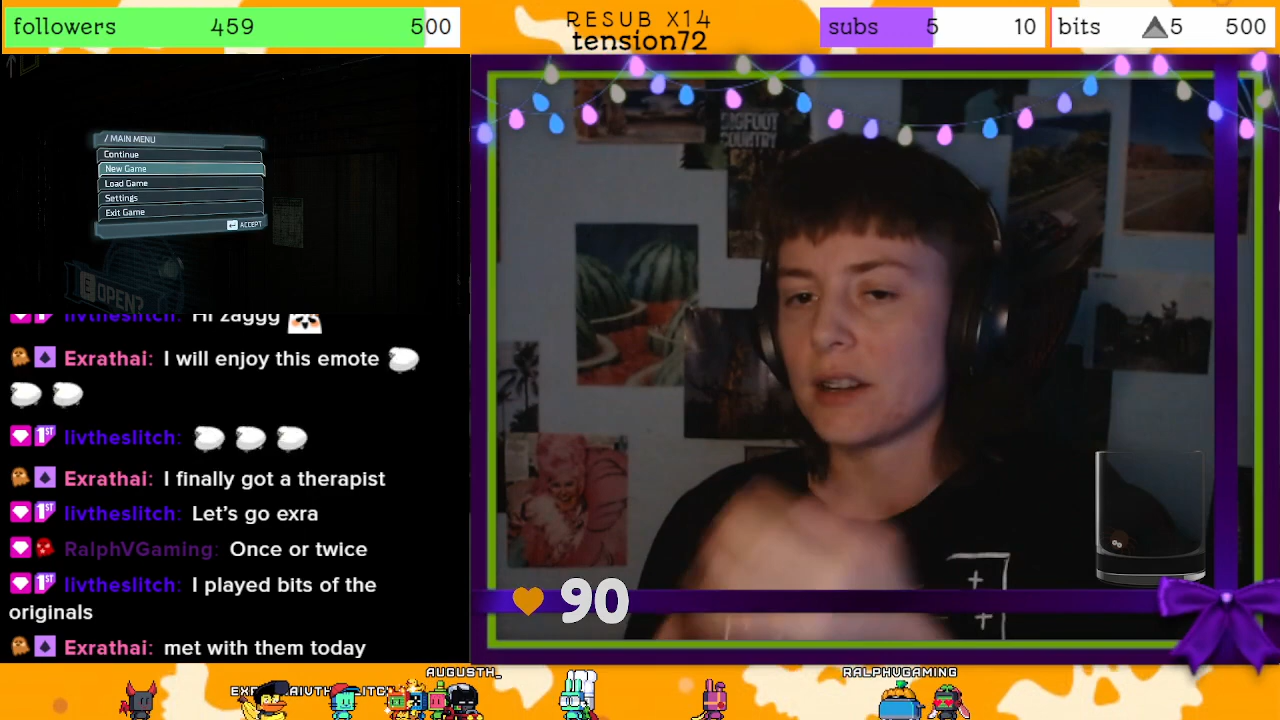 followers 459 500
RESUB X14
tension72
subs 5 10
bits 5 500
/ MAIN MENU
Continue
New Game
Load Game
Settings
Exit Game
ACCEPT
E OPEN?
BIGFOOT
COUNTRY
livtheslitch: Hi zaggg
Exrathai: I will enjoy this emote
livtheslitch:
Exrathai: I finally got a therapist
livtheslitch: Let's go exra
RalphVGaming: Once or twice
livtheslitch: I played bits of the
originals
Exrathai: met with them today
90
AUGUSTH_
RALPHVGAMING